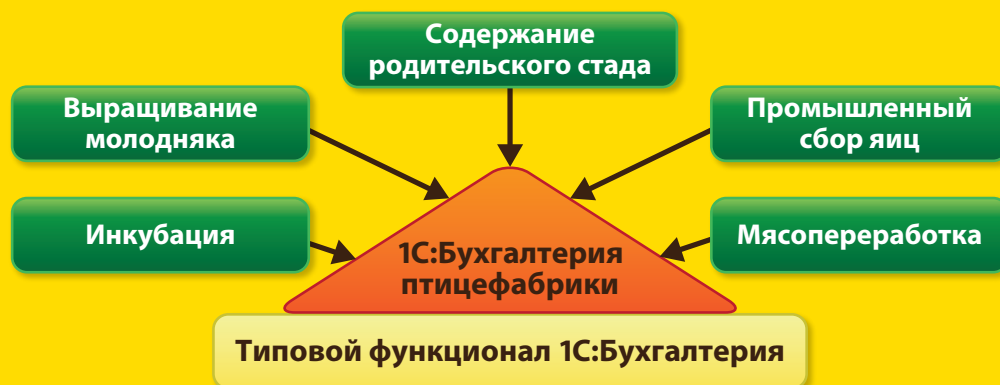 Содержание
родительского стада
Выращивание
молодняка
Промышленный
сбор яиц
Инкубация
Мясопереработка
1С:Бухгалтерия
птицефабрики
Типовой функционал 1С:Бухгалтерия